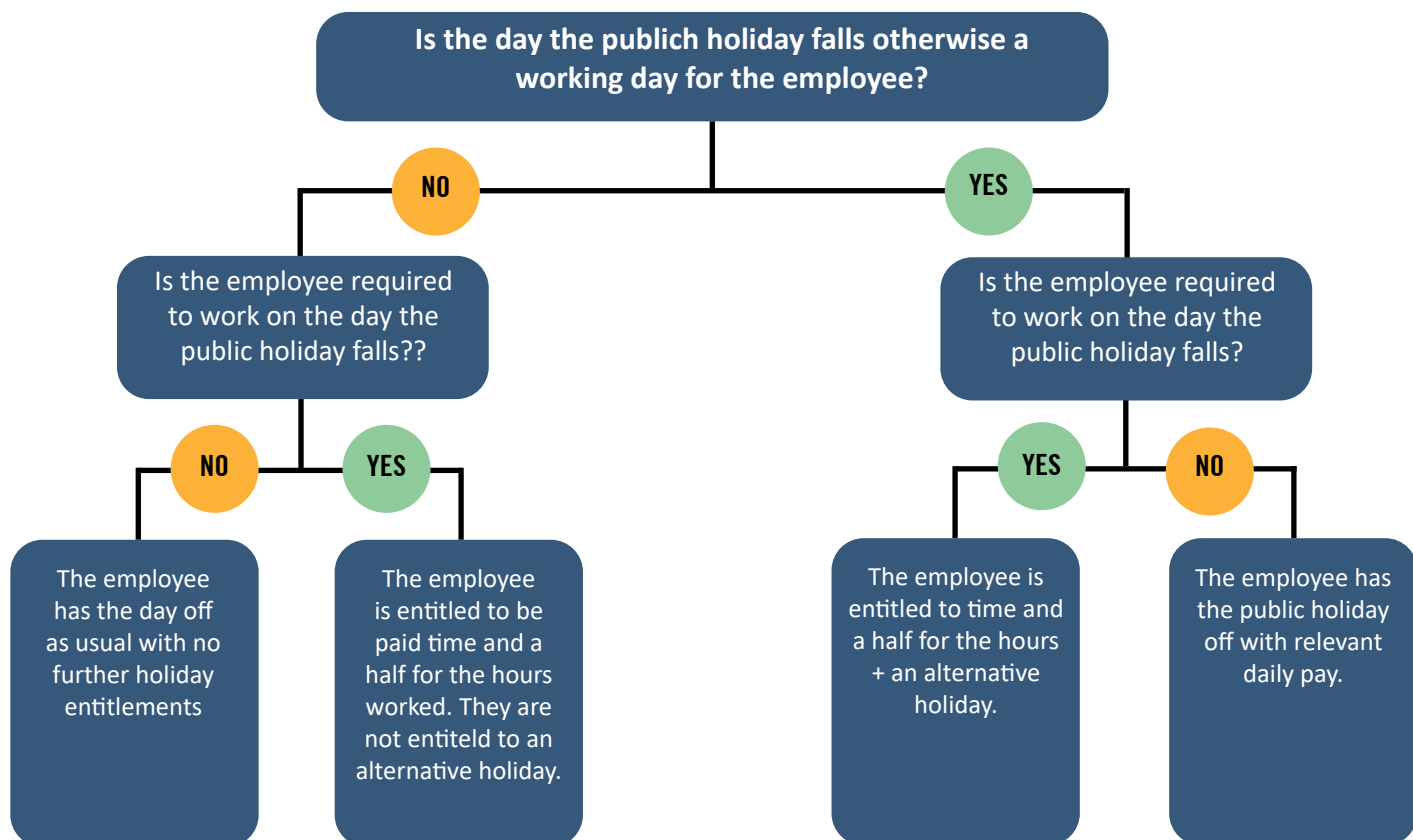 Is the day the publich holiday falls otherwise a
working day for the employee?
NO
YES
Is the employee required
to work on the day the
public holiday falls??
Is the employee required
to work on the day the
public holiday falls?
NO
YES
YES
NO
The employee
has the day off
as usual with no
further holiday
entitlements
The employee
is entitled to be
paid time and a
half for the hours
worked. They are
not entiteld to an
alternative holiday.
The employee is
entitled to time and
a half for the hours
+ an alternative
holiday.
The employee has
the public holiday
off with relevant
daily pay.